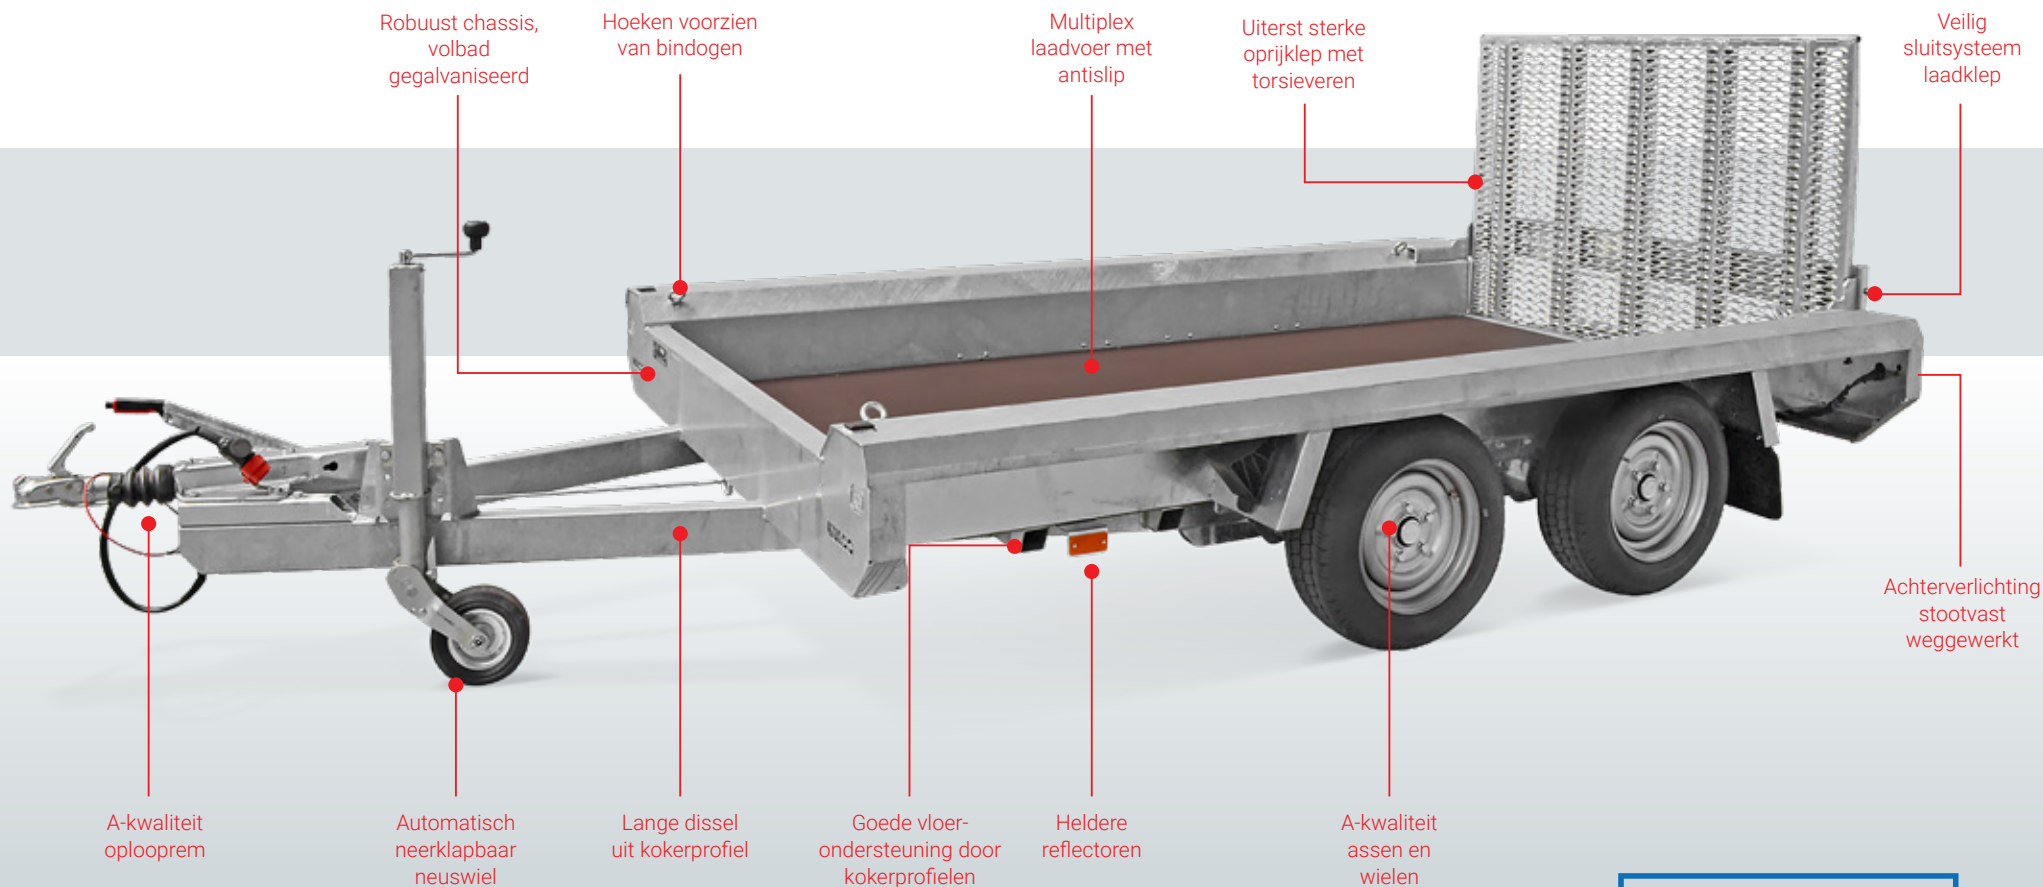 Robuust chassis,
volbad
gegalvaniseerd
Hoeken voorzien
van bindogen
Multiplex
laadvoer met
antislip
Uiterst sterke
oprijklep met
torsieveren
Veilig
sluitsysteem
laadklep
Achterverlichting
stootvast
weggewerkt
A-kwaliteit
oplooprem
Automatisch
neerklapbaar
neuswiel
Lange dissel
uit kokerprofiel
Goede vloer-
ondersteuning door
kokerprofielen
Heldere
reflectoren
A-kwaliteit
assen en
wielen